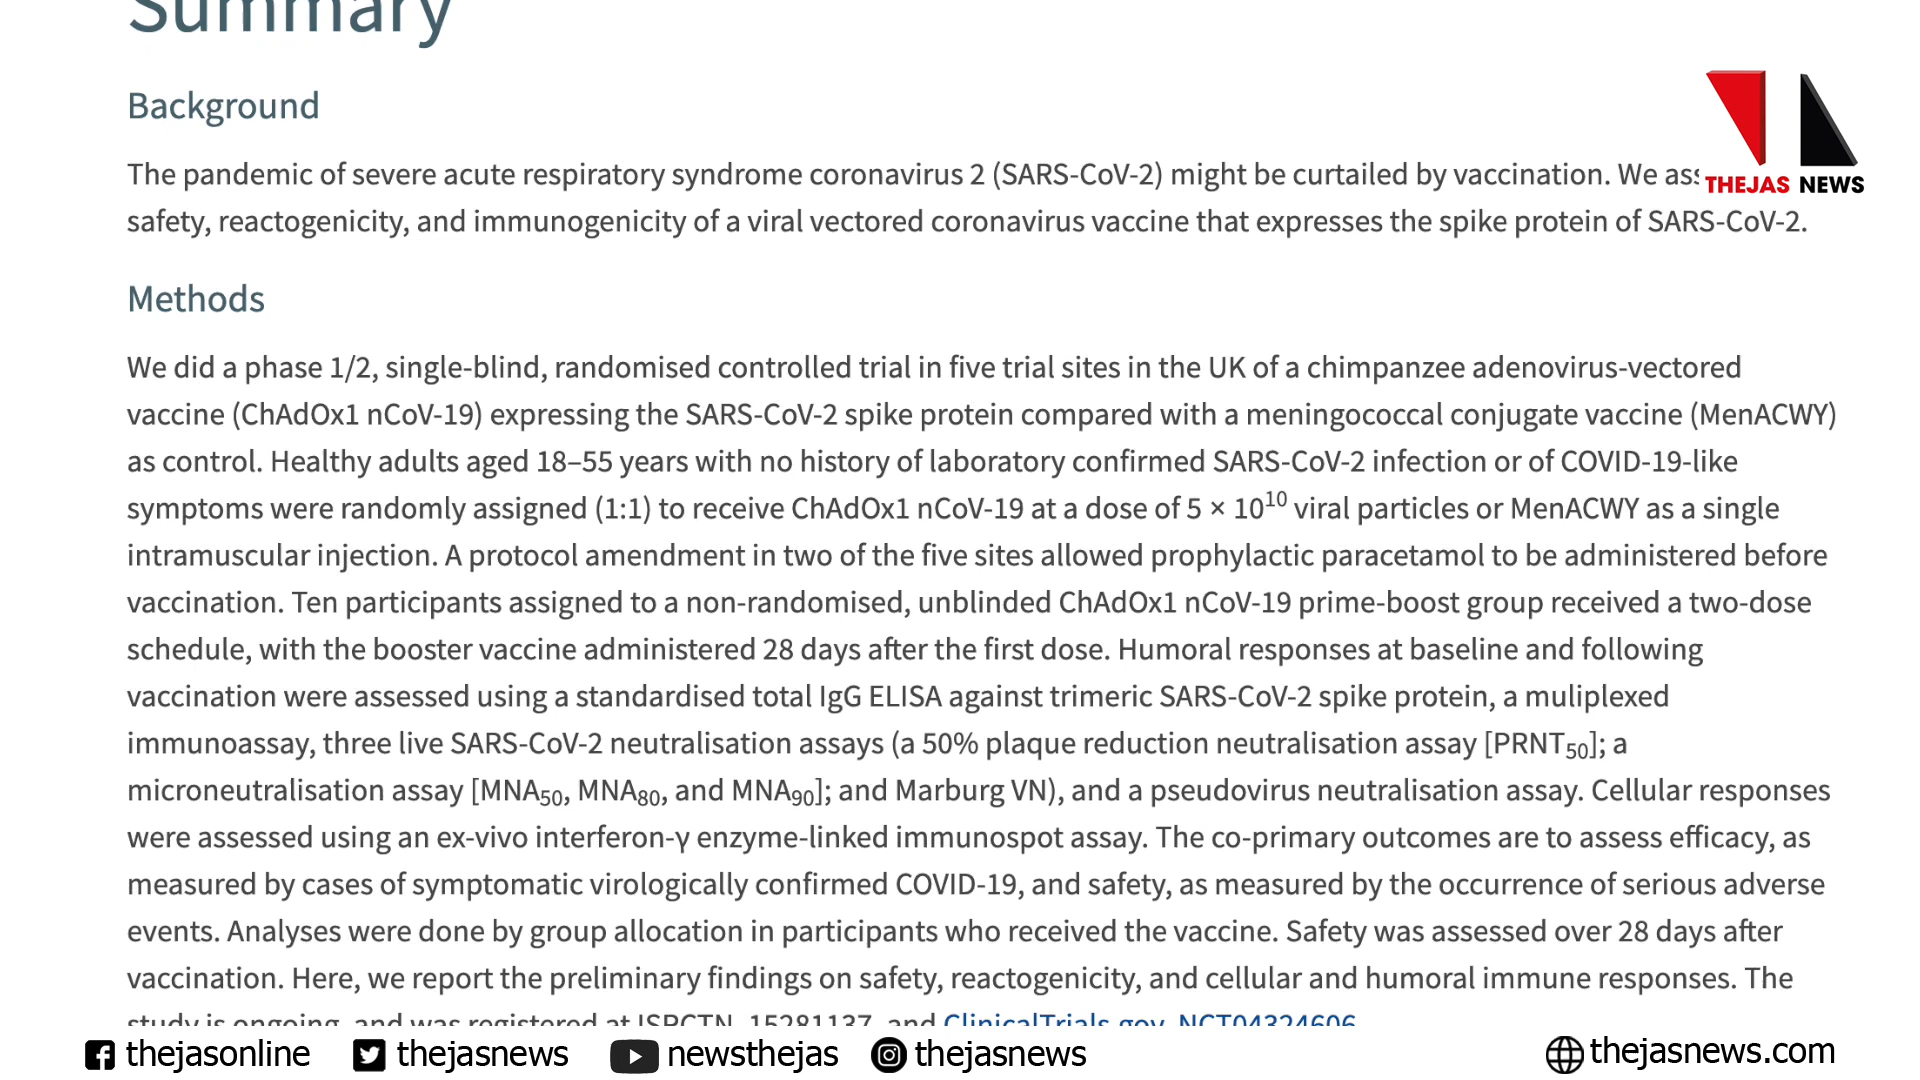 Summary
Background
The pandemic of severe acute respiratory syndrome coronavirus 2 (SARS-CoV-2) might be curtailed by vaccination. We
safety, reactogenicity, and immunogenicity of a viral vectored coronavirus vaccine that expresses the spike protein of SARS-CoV-2.
THEJAS NEWS
Methods
We did a phase 1/2, single-blind, randomised controlled trial in five trial sites in the UK of a chimpanzee adenovirus-vectored
vaccine (ChAdOx1 nCoV-19) expressing the SARS-CoV-2 spike protein compared with a meningococcal conjugate vaccine (MenACWY)
as control. Healthy adults aged 18–55 years with no history of laboratory confirmed SARS-CoV-2 infection or of COVID-19-like
symptoms were randomly assigned (1:1) to receive ChAdOx1 nCoV-19 at a dose of 5 × 10¹⁰ viral particles or MenACWY as a single
intramuscular injection. A protocol amendment in two of the five sites allowed prophylactic paracetamol to be administered before
vaccination. Ten participants assigned to a non-randomised, unblinded ChAdOx1 nCoV-19 prime-boost group received a two-dose
schedule, with the booster vaccine administered 28 days after the first dose. Humoral responses at baseline and following
vaccination were assessed using a standardised total IgG ELISA against trimeric SARS-CoV-2 spike protein, a muliplexed
immunoassay, three live SARS-CoV-2 neutralisation assays (a 50% plaque reduction neutralisation assay [PRNT₅₀]; a
microneutralisation assay [MNA₅₀, MNA₈₀, and MNA₉₀]; and Marburg VN), and a pseudovirus neutralisation assay. Cellular responses
were assessed using an ex-vivo interferon-γ enzyme-linked immunospot assay. The co-primary outcomes are to assess efficacy, as
measured by cases of symptomatic virologically confirmed COVID-19, and safety, as measured by the occurrence of serious adverse
events. Analyses were done by group allocation in participants who received the vaccine. Safety was assessed over 28 days after
vaccination. Here, we report the preliminary findings on safety, reactogenicity, and cellular and humoral immune responses. The
study is ongoing, and was registered at ISRCTN, 15281137, and ClinicalTrials.gov, NCT04324606
thejasonline thejasnews newsthejas thejasnews thejasnews.com